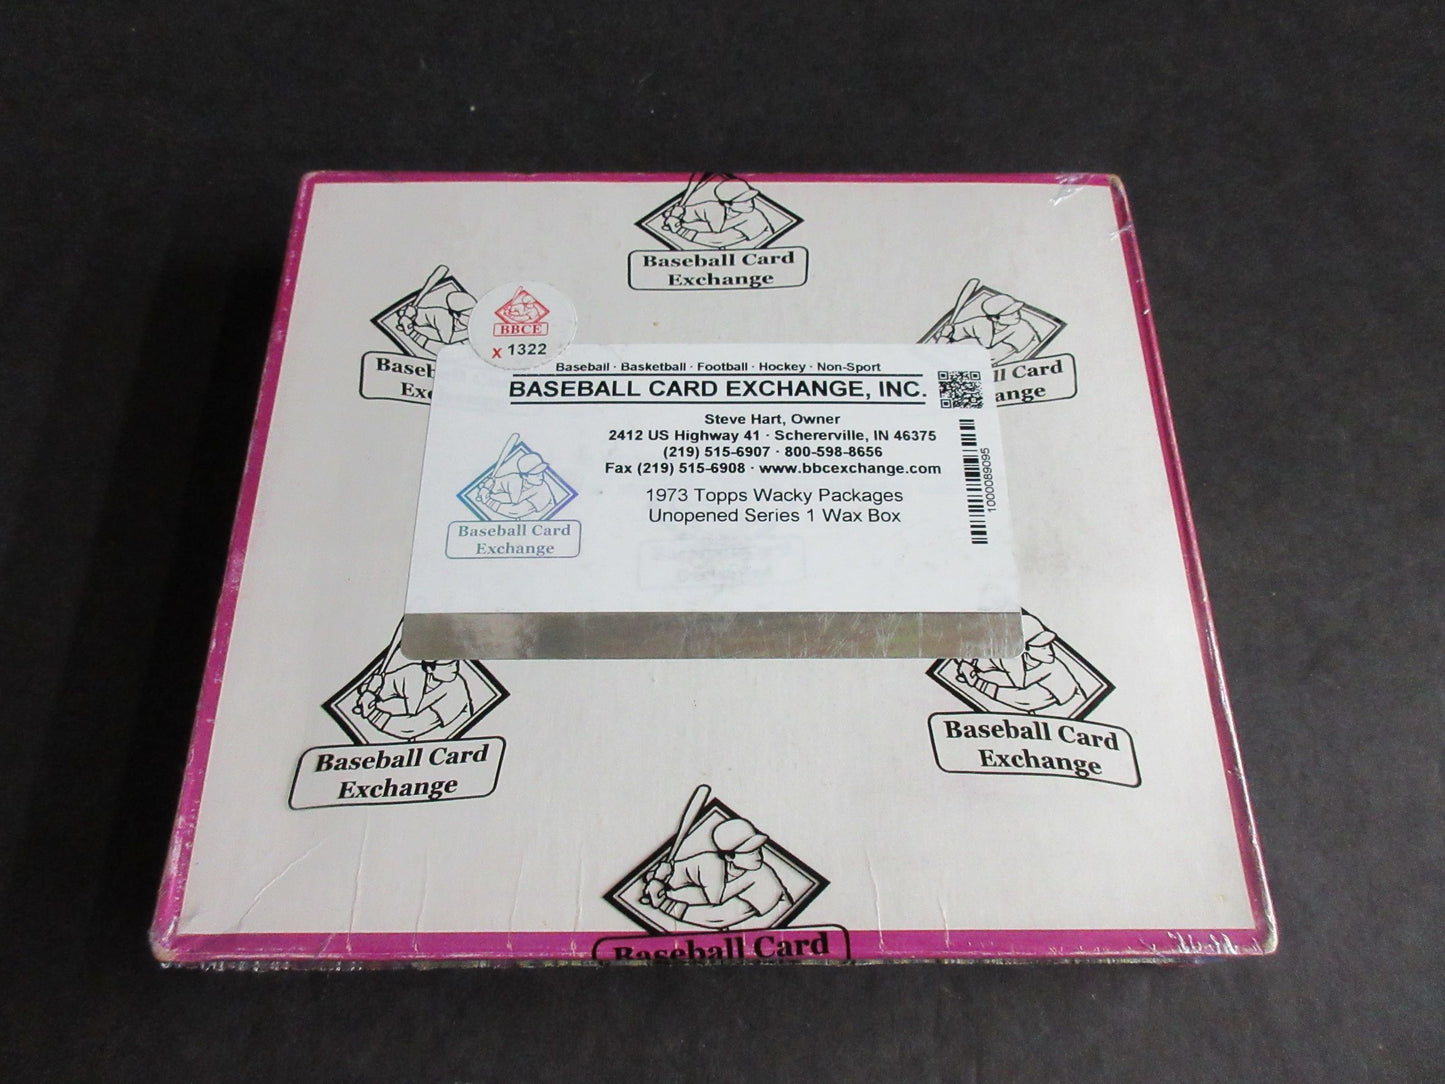 Baseball Card
Exchange
BBCE
X 1322
Baseball Card
Exchange
Baseball · Basketball · Football · Hockey · Non-Sport
BASEBALL CARD EXCHANGE, INC.
Steve Hart, Owner
2412 US Highway 41 · Schererville, IN 46375
(219) 515-6907 · 800-598-8656
Fax (219) 515-6908 · www.bbcexchange.com
1973 Topps Wacky Packages
Unopened Series 1 Wax Box
1000089095
Baseball Card
Exchange
Baseball Card
Exchange
Baseball Card
Exchange
Baseball Card